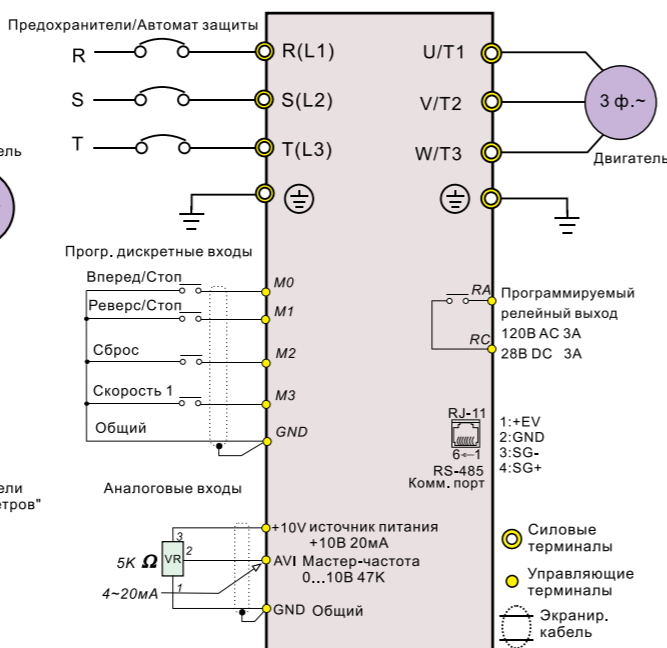 Предохранители/Автомат защиты
R
R(L1)
U/T1
S
S(L2)
V/T2
3 ф.~
T
T(L3)
W/T3
Двигатель
ель
Прогр. дискретные входы
Вперед/Стоп
M0
Реверс/Стоп
M1
Сброс
M2
Скорость 1
M3
Общий
GND
RA
Программируемый
релейный выход
RC
120В AC 3А
28В DC 3А
RJ-11
6←1
RS-485
Комм. порт
1:+EV
2:GND
3:SG-
4:SG+
ели
тров"
Аналоговые входы
+10V источник питания
+10В 20мА
3
5K Ω
VR
2
AVI Мастер-частота
0...10В 47K
1
4~20мА
GND Общий
Силовые
терминалы
Управляющие
терминалы
Экранир.
кабель